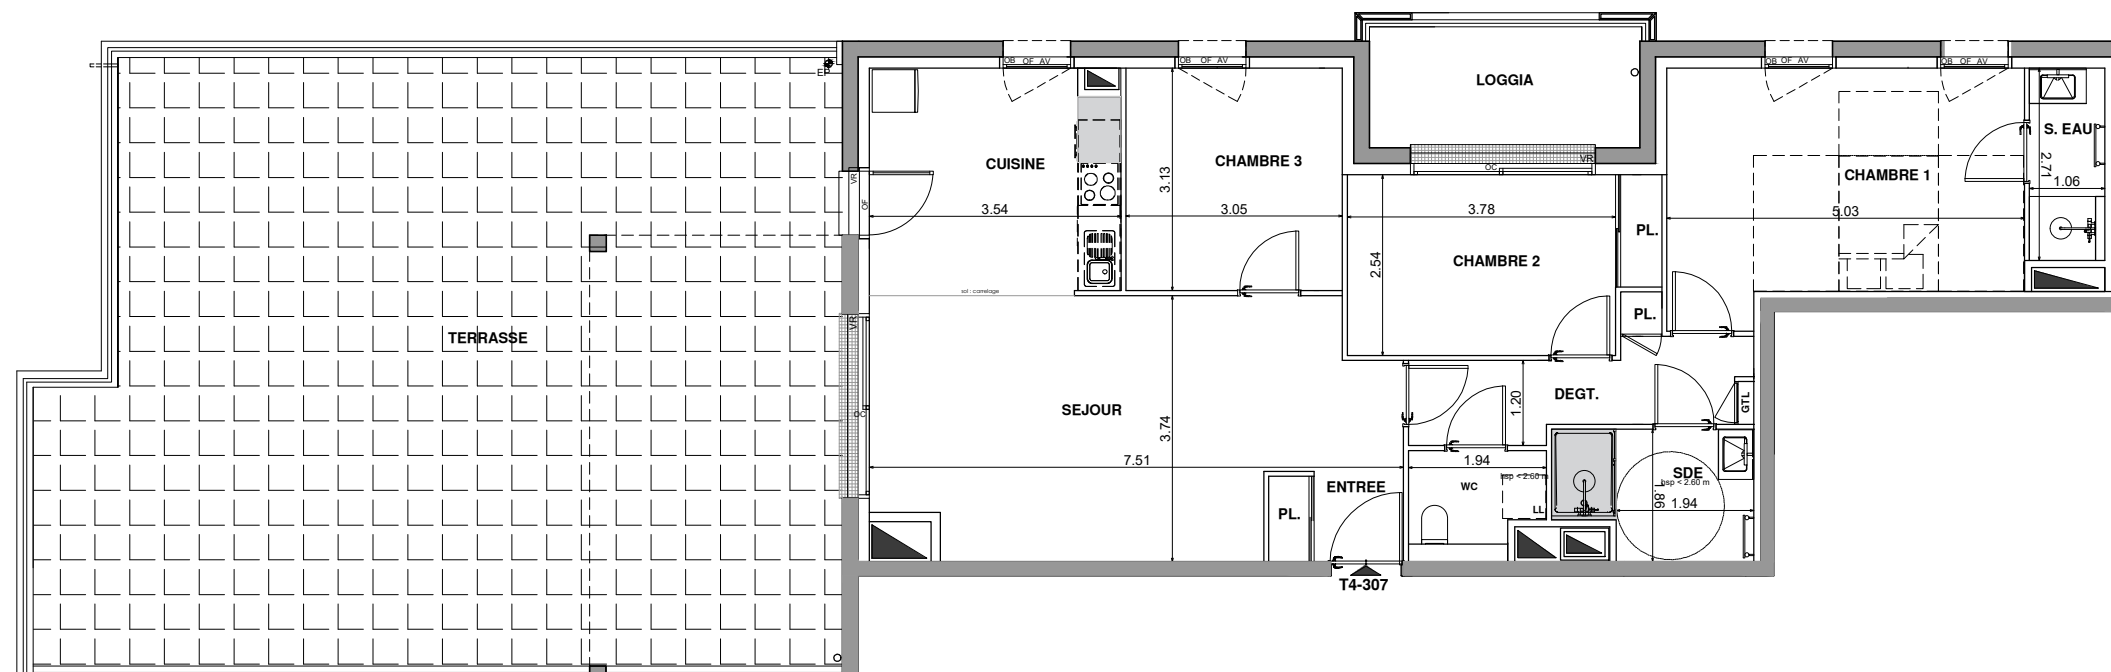 OB OF AV
OB OF AV
OB OF AV
OB OF AV
EP
LOGGIA
S. EAU
CUISINE
CHAMBRE 3
VR
OC
CHAMBRE 1
2.71
1.06
3.13
VR
OF
3.54
3.05
3.78
5.03
PL.
2.54
CHAMBRE 2
sol : carrelage
PL.
VR
TERRASSE
DEGT.
GTL
1.20
OC
SEJOUR
3.74
7.51
1.94
SDE
hsp < 2.60 m
hsp < 2.60 m
ENTREE
WC
1.86
1.94
PL.
LL
T4-307